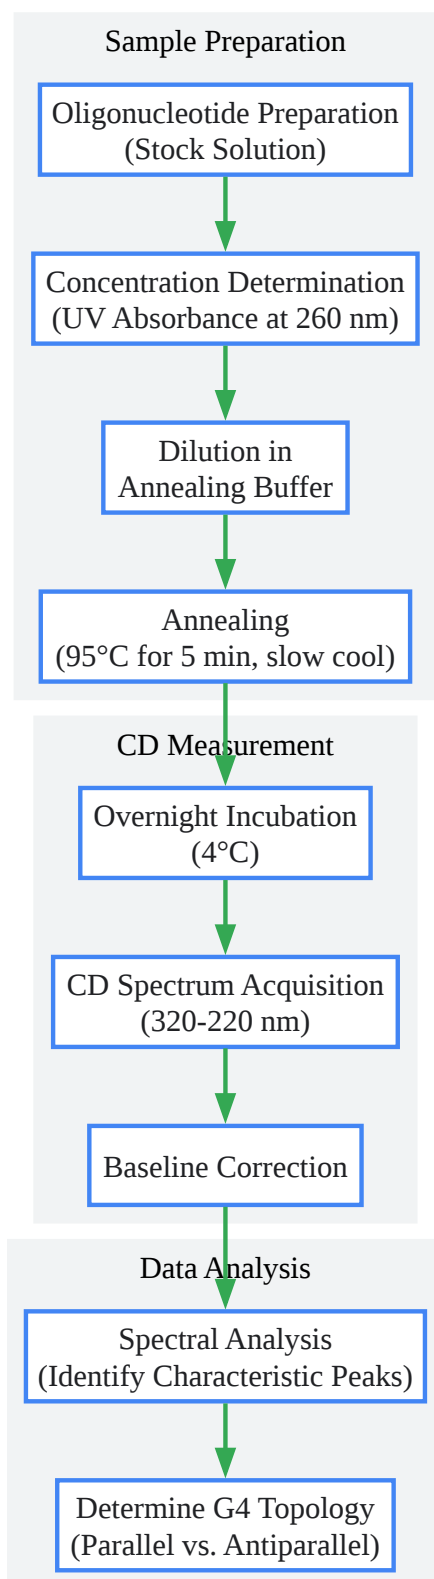 Sample Preparation
Oligonucleotide Preparation
(Stock Solution)
Concentration Determination
(UV Absorbance at 260 nm)
Dilution in
Annealing Buffer
Annealing
(95°C for 5 min, slow cool)
CD Measurement
Overnight Incubation
(4°C)
CD Spectrum Acquisition
(320-220 nm)
Baseline Correction
Data Analysis
Spectral Analysis
(Identify Characteristic Peaks)
Determine G4 Topology
(Parallel vs. Antiparallel)